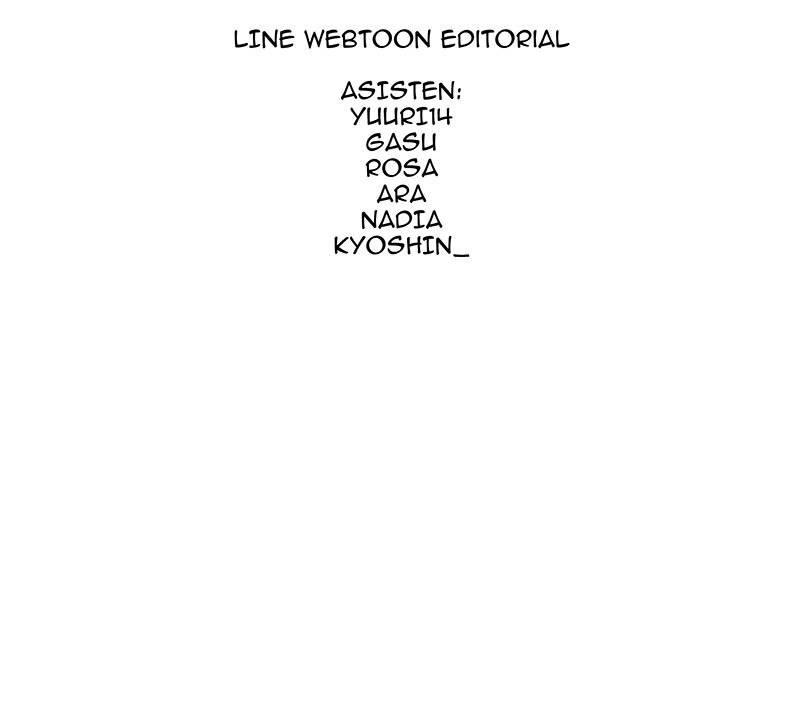 LINE WEBTOON EDITORIAL
ASISTEN:
YUURI14
GASU
ROSA
ARA
NADIA
KYOSHIN_